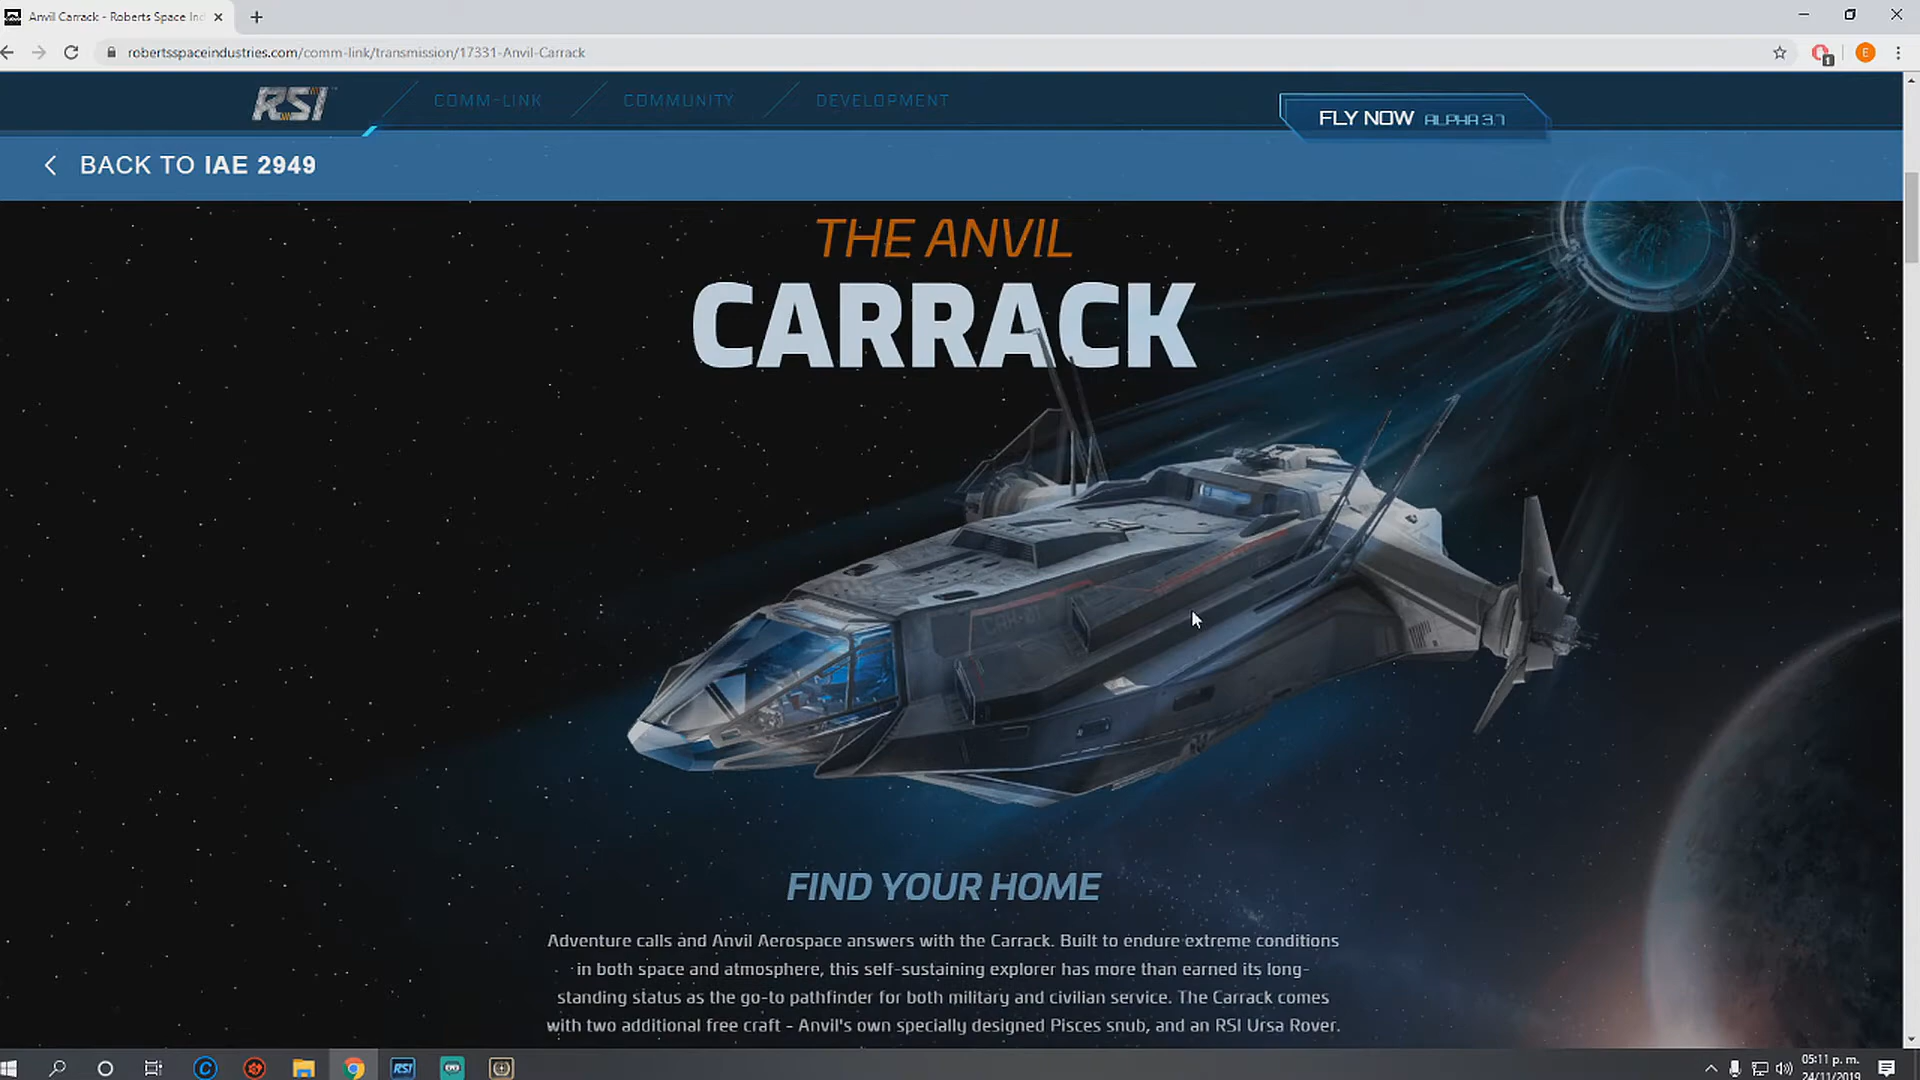 Anvil Carrack - Roberts Space Ind
robertsspaceindustries.com/comm-link/transmission/17331-Anvil-Carrack
E
1
RSI
COMM-LINK
COMMUNITY
DEVELOPMENT
FLY NOW ALPHA 3.7
BACK TO IAE 2949
THE ANVIL
CARRACK
FIND YOUR HOME
Adventure calls and Anvil Aerospace answers with the Carrack. Built to endure extreme conditions
in both space and atmosphere, this self-sustaining explorer has more than earned its long-
standing status as the go-to pathfinder for both military and civilian service. The Carrack comes
with two additional free craft - Anvil's own specially designed Pisces snub, and an RSI Ursa Rover.
RSI
05:11 p. m.
24/11/2019